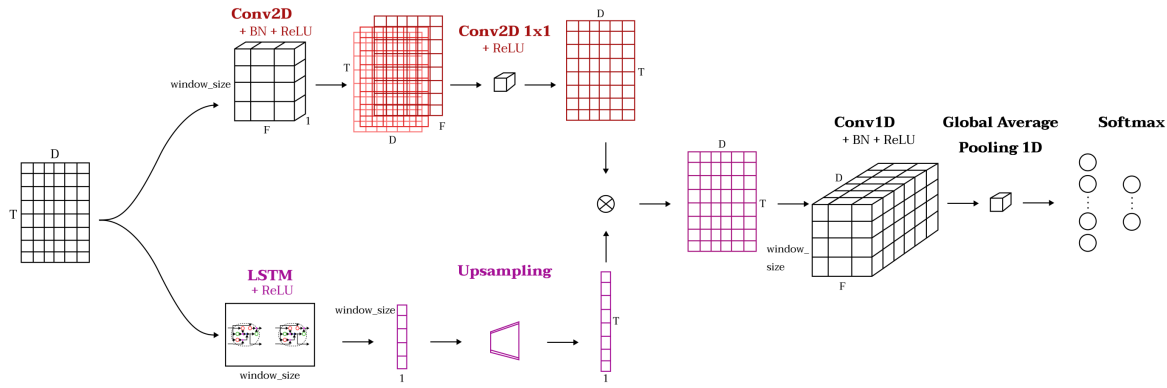 D
T
Conv2D
+ BN + ReLU
window_size
F
1
T
D
F
Conv2D 1x1
+ ReLU
D
T
LSTM
+ ReLU
window_size
window_size
1
Upsampling
T
1
D
T
Conv1D
+ BN + ReLU
D
window_
size
F
Global Average
Pooling 1D
Softmax